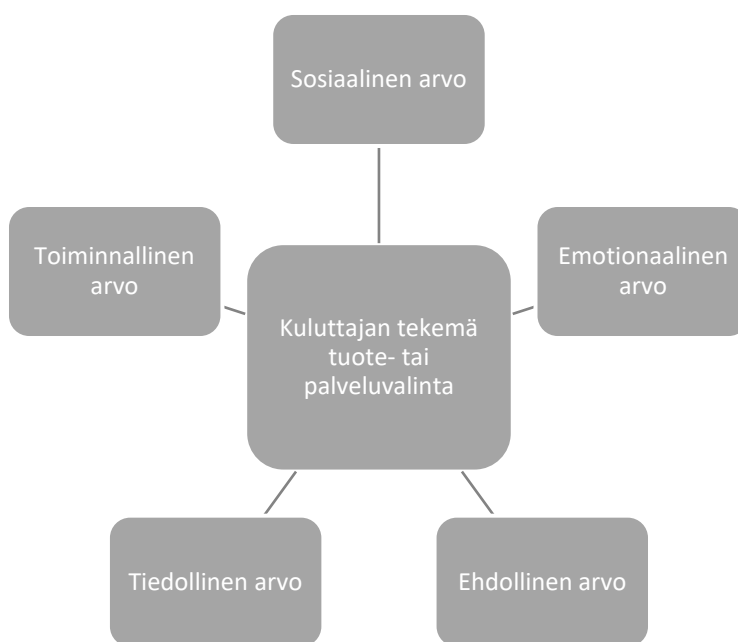 Sosiaalinen arvo
Toiminnallinen
arvo
Emotionaalinen
arvo
Kuluttajan tekemä
tuote- tai
palveluvalinta
Tiedollinen arvo
Ehdollinen arvo